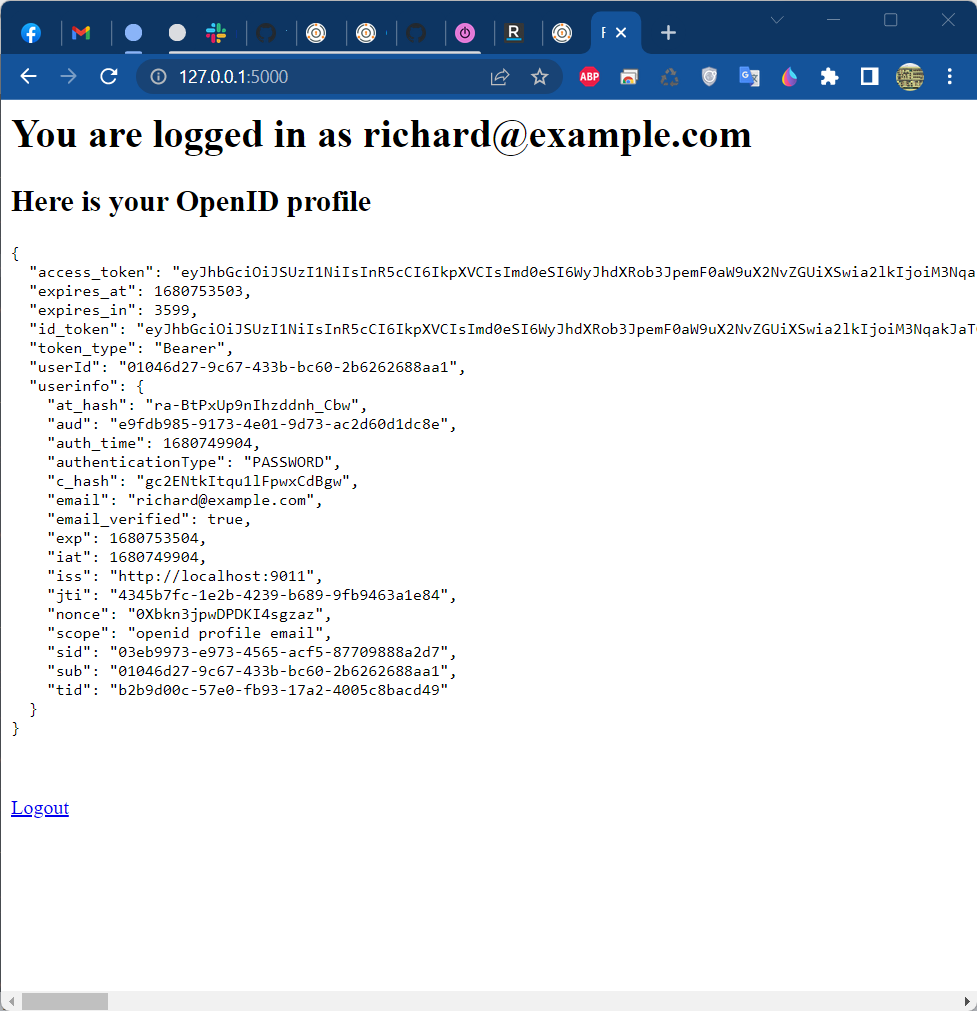 F
127.0.0.1:5000
ABP
You are logged in as richard@example.com
Here is your OpenID profile
{
"access_token": "eyJhbGciOiJSUzI1NiIsInR5cCI6IkpXVCIsImd0eSI6WyJhdXRob3JpemF0aW9uX2NvZGUiXSwia2lkIjoiM3Nqa
"expires_at": 1680753503,
"expires_in": 3599,
"id_token": "eyJhbGciOiJSUzI1NiIsInR5cCI6IkpXVCIsImd0eSI6WyJhdXRob3JpemF0aW9uX2NvZGUiXSwia2lkIjoiM3NqakJaT
"token_type": "Bearer",
"userId": "01046d27-9c67-433b-bc60-2b6262688aa1",
"userinfo": {
"at_hash": "ra-BtPxUp9nIhzddnh_Cbw",
"aud": "e9fdb985-9173-4e01-9d73-ac2d60d1dc8e",
"auth_time": 1680749904,
"authenticationType": "PASSWORD",
"c_hash": "gc2ENtkItqu1lFpwxCdBgw",
"email": "richard@example.com",
"email_verified": true,
"exp": 1680753504,
"iat": 1680749904,
"iss": "http://localhost:9011",
"jti": "4345b7fc-1e2b-4239-b689-9fb9463a1e84",
"nonce": "0Xbkn3jpwDPDKI4sgzaz",
"scope": "openid profile email",
"sid": "03eb9973-e973-4565-acf5-87709888a2d7",
"sub": "01046d27-9c67-433b-bc60-2b6262688aa1",
"tid": "b2b9d00c-57e0-fb93-17a2-4005c8bacd49"
}
}
Logout